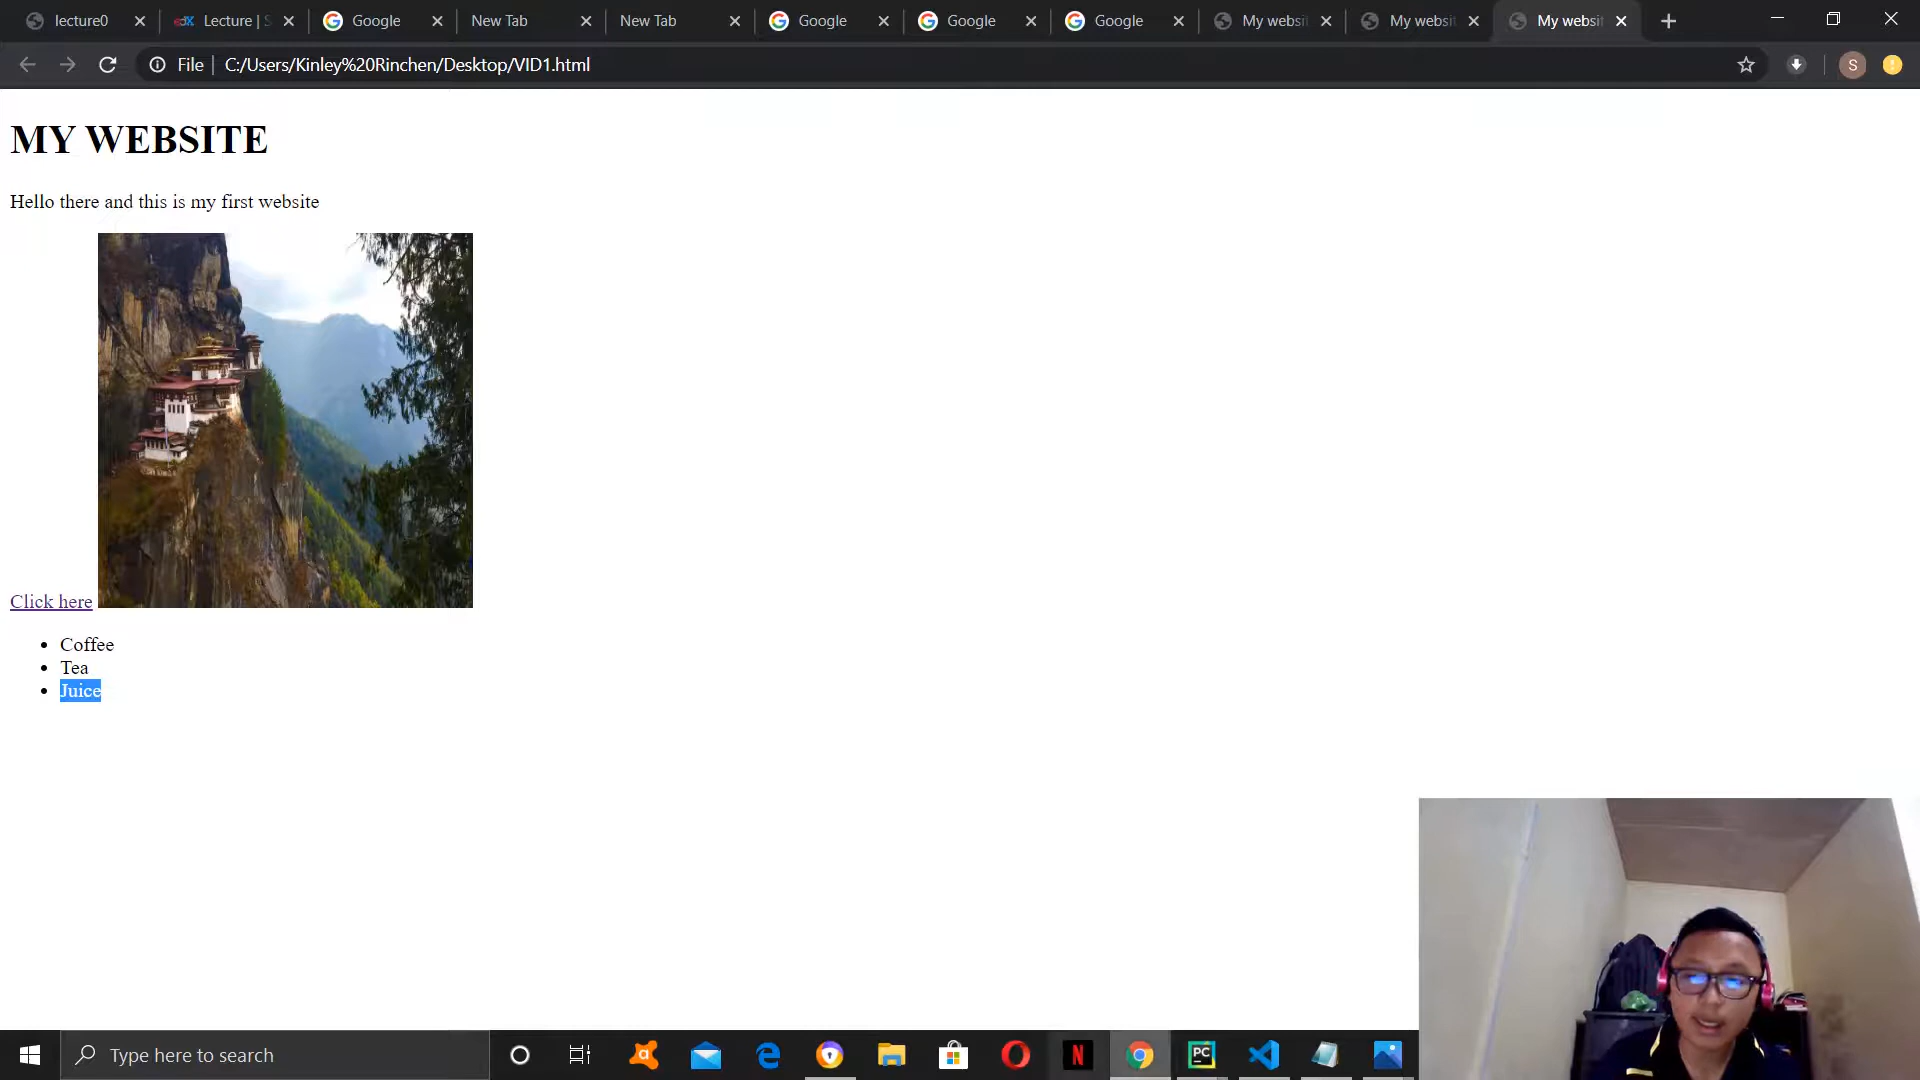 lecture0
edX Lecture | S
Google
New Tab
New Tab
Google
Google
Google
My websi
My websi
My websi
File
C:/Users/Kinley%20Rinchen/Desktop/VID1.html
S
MY WEBSITE
Hello there and this is my first website
Click here
Coffee
Tea
Juice
Type here to search
N
PC